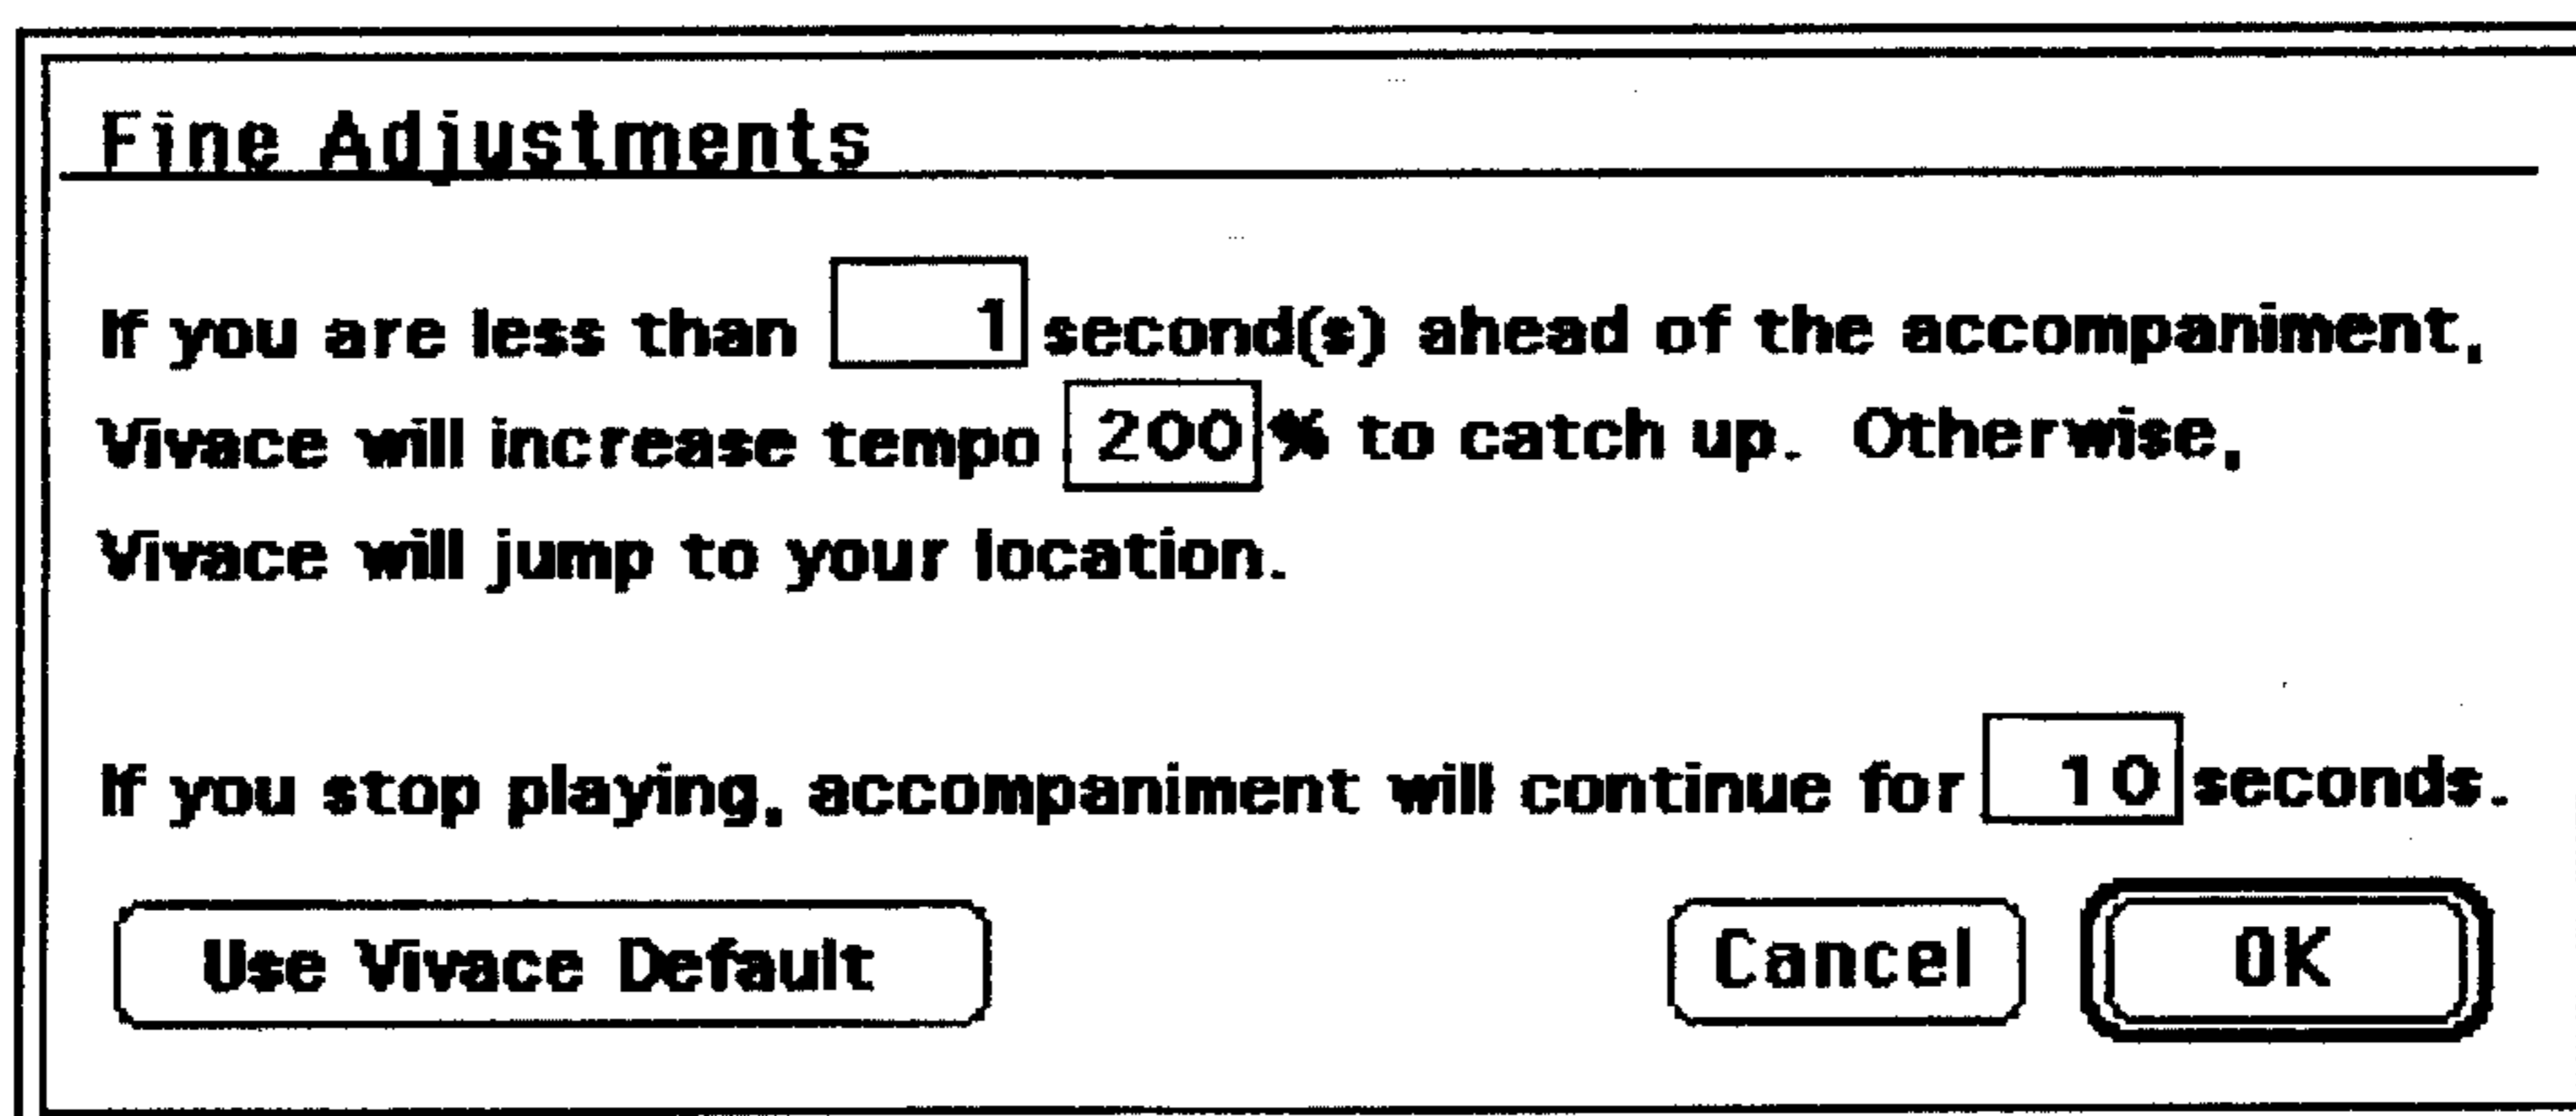 Fine Adjustments
If you are less than 1 second(s) ahead of the accompaniment,
Vivace will increase tempo 200 % to catch up. Otherwise,
Vivace will jump to your location.
If you stop playing, accompaniment will continue for 10 seconds.
Use Vivace Default Cancel OK